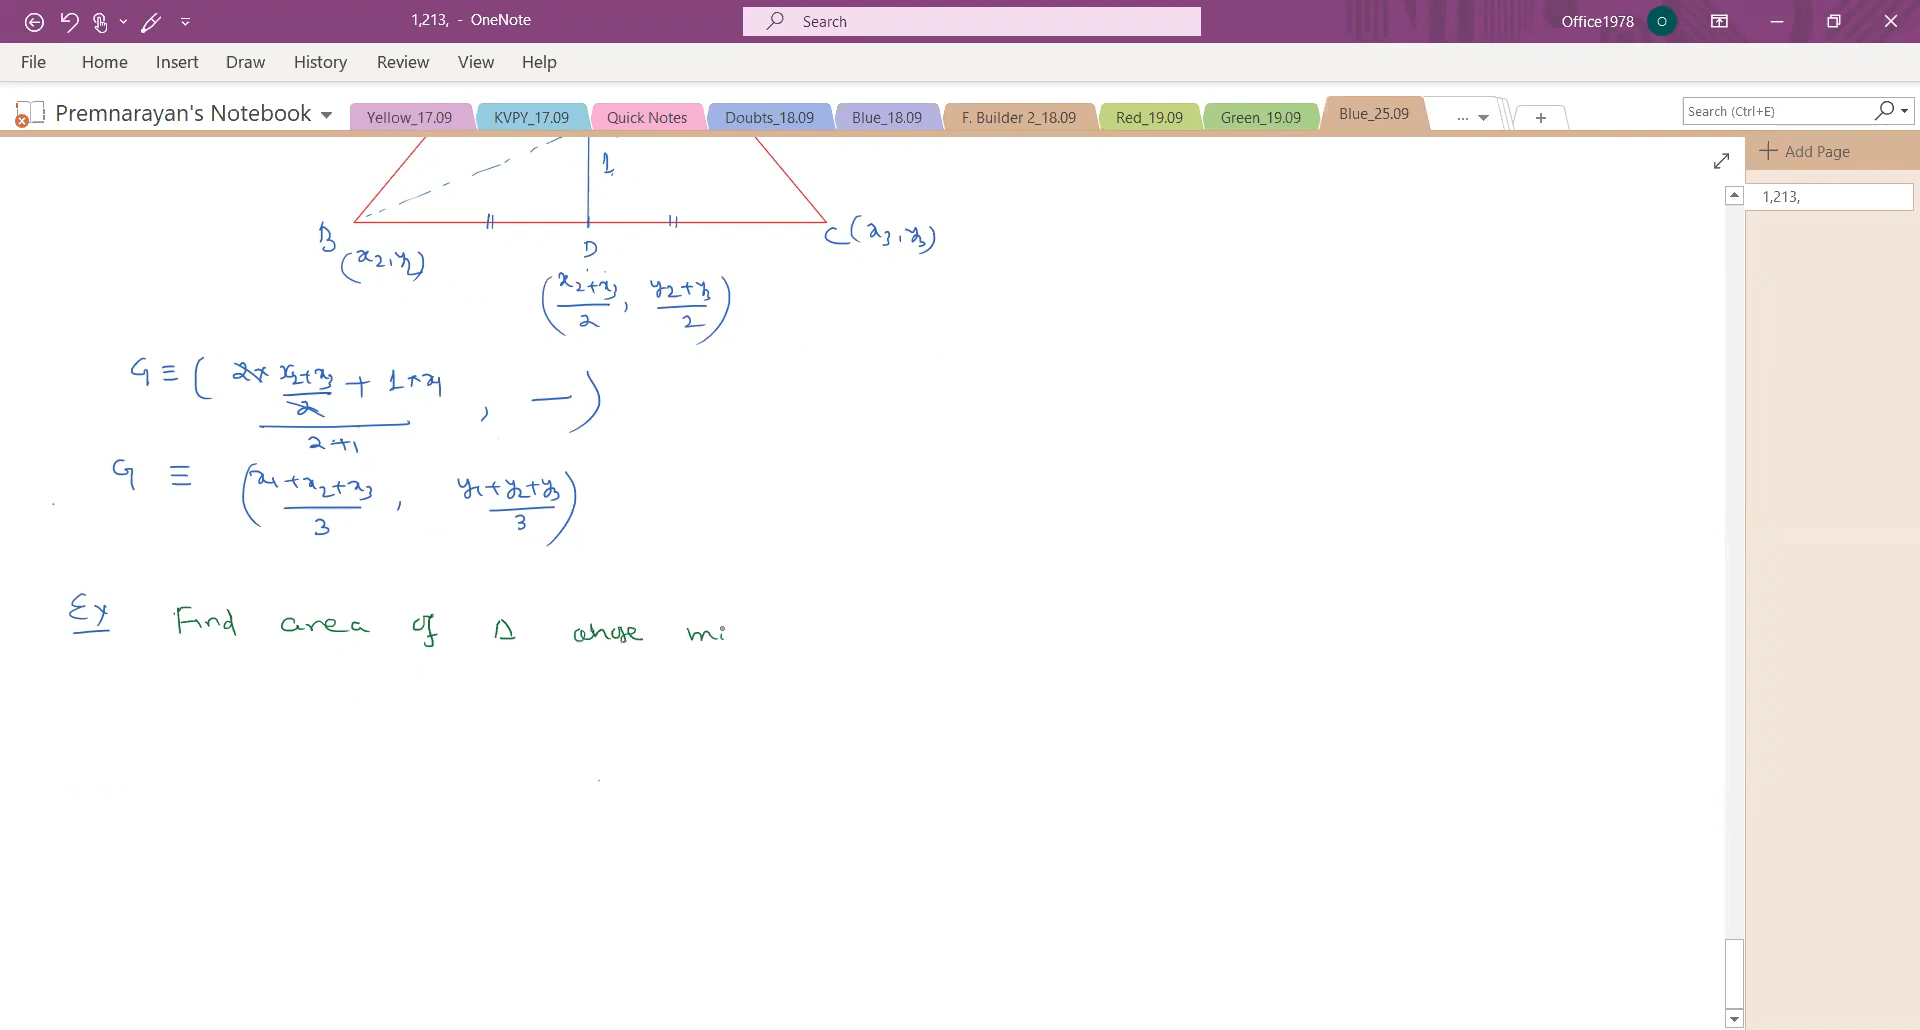 1,213, - OneNote
Search
Office1978
O
File Home Insert Draw History Review View Help
Premnarayan's Notebook
Yellow_17.09 KVPY_17.09 Quick Notes Doubts_18.09 Blue_18.09 F. Builder 2_18.09 Red_19.09 Green_19.09 Blue_25.09 ...
Search (Ctrl+E)
Add Page
1,213,
1
B (x2, y2)
D
C (x3, y3)
(x2+x3/2, y2+y3/2)
G ≡ (2× x2+x3/2 + 1×x1 / 2+1, —)
G ≡ (x1+x2+x3/3, y1+y2+y3/3)
Ex Find area of Δ whose mi